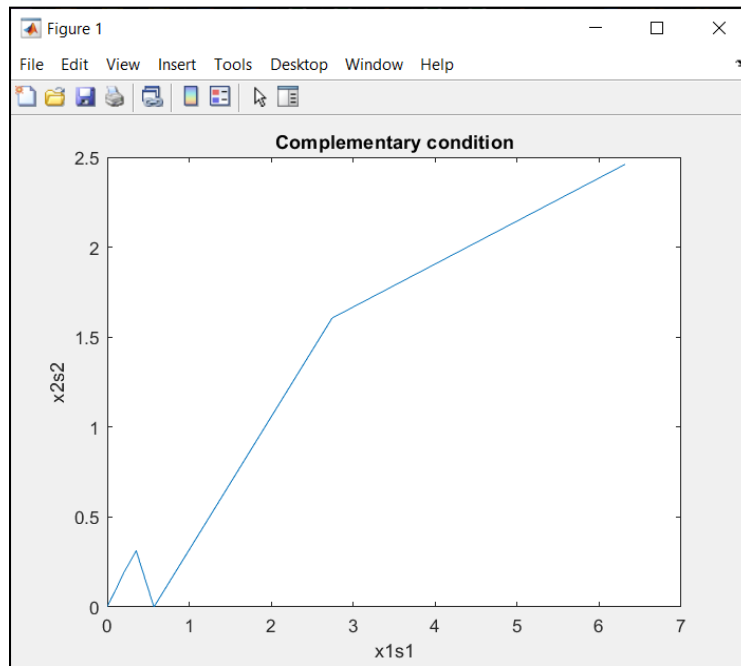 Figure 1
File Edit View Insert Tools Desktop Window Help
Complementary condition
2.5
2
1.5
1
0.5
0
x2s2
0 1 2 3 4 5 6 7
x1s1